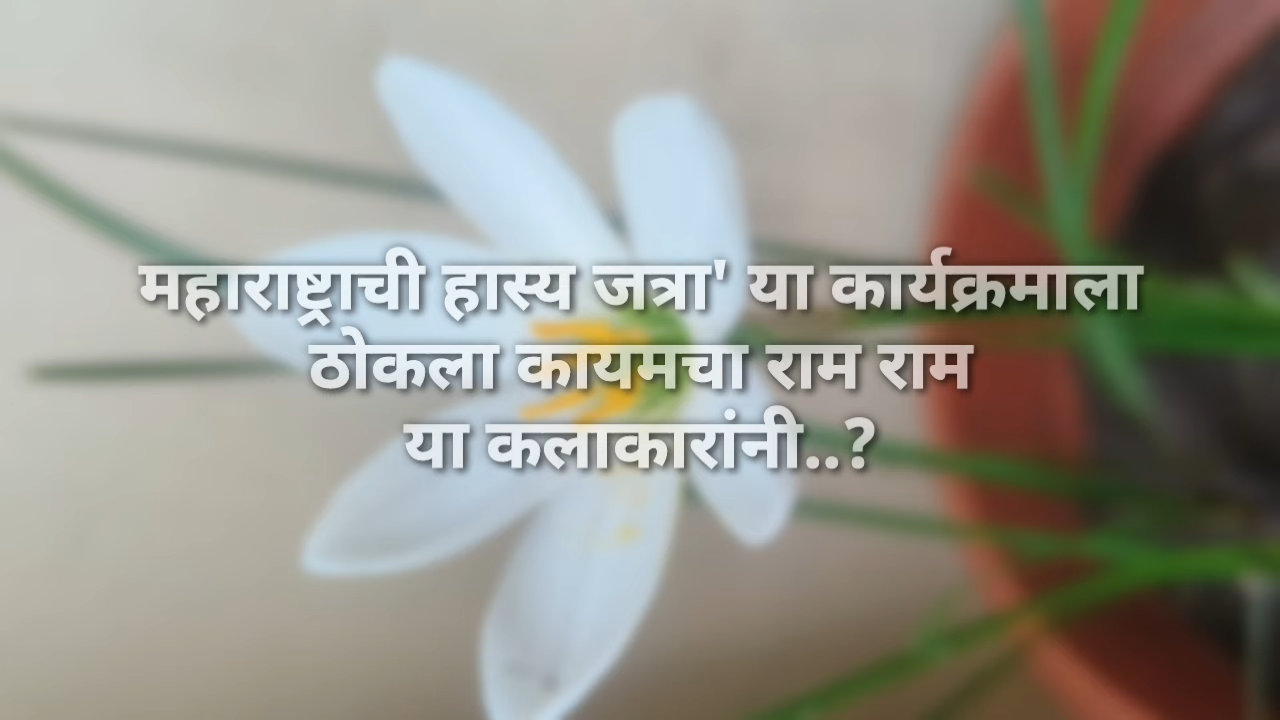 महाराष्ट्राची हास्य जत्रा' या कार्यक्रमाला
ठोकला कायमचा राम राम
या कलाकारांनी..?